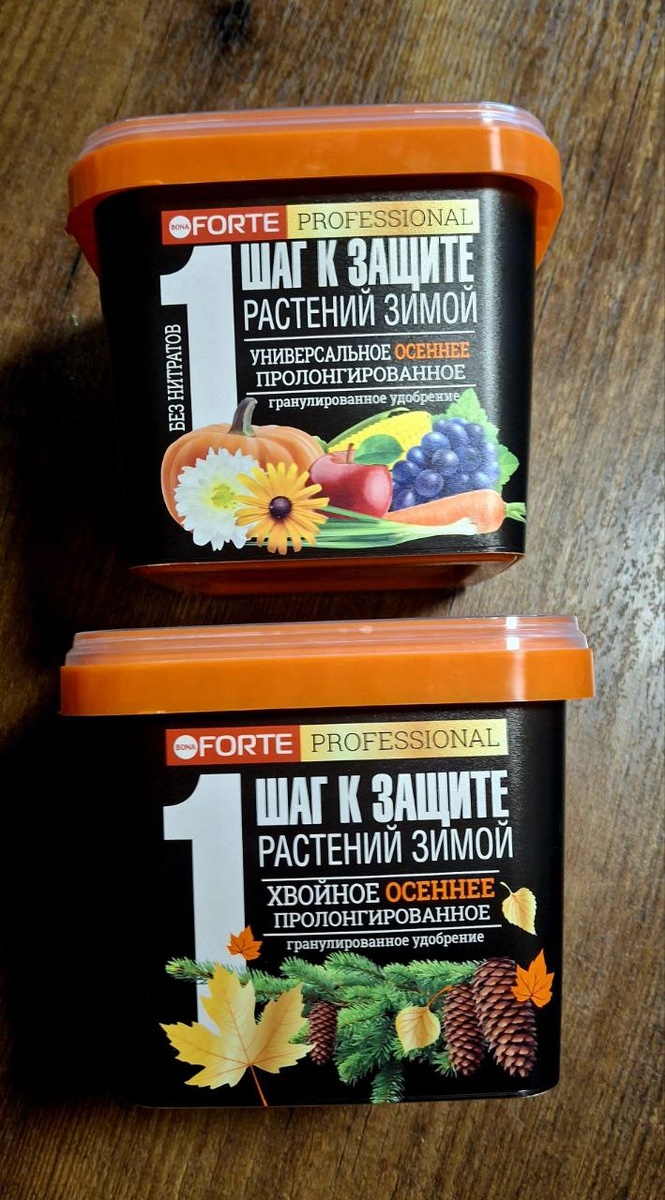 BONA FORTE PROFESSIONAL
1 ШАГ К ЗАЩИТЕ
РАСТЕНИЙ ЗИМОЙ
БЕЗ НИТРАТОВ
УНИВЕРСАЛЬНОЕ ОСЕННЕЕ
ПРОЛОНГИРОВАННОЕ
гранулированное удобрение
BONA FORTE PROFESSIONAL
1 ШАГ К ЗАЩИТЕ
РАСТЕНИЙ ЗИМОЙ
ХВОЙНОЕ ОСЕННЕЕ
ПРОЛОНГИРОВАННОЕ
гранулированное удобрение